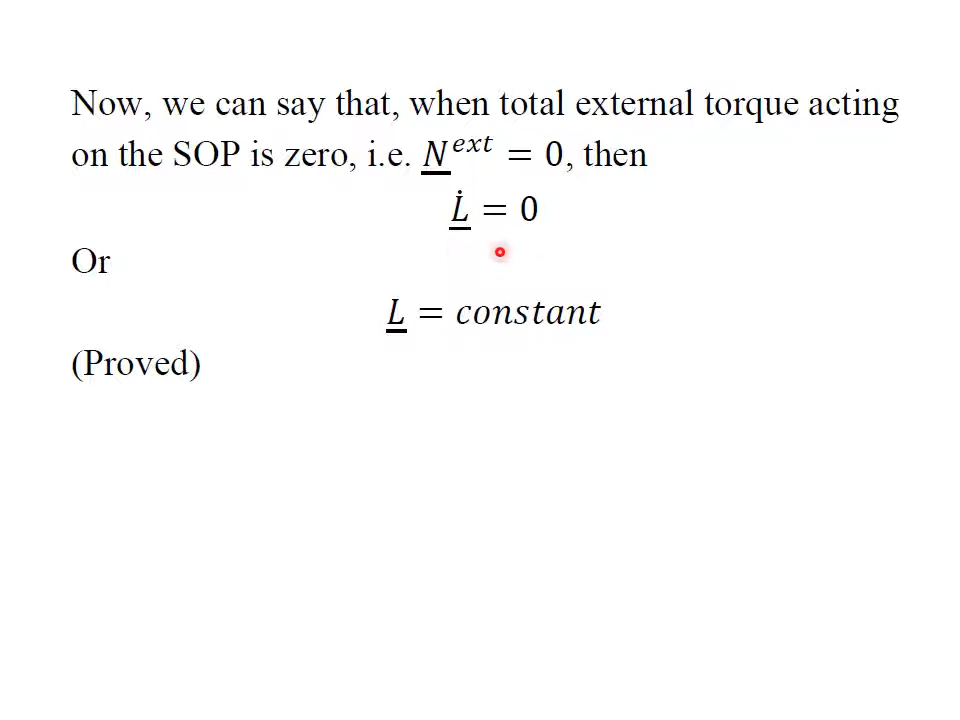 Now, we can say that, when total external torque acting
on the SOP is zero, i.e. N̲ᵉˣᵗ = 0, then
L̲̇ = 0
Or
L̲ = constant
(Proved)